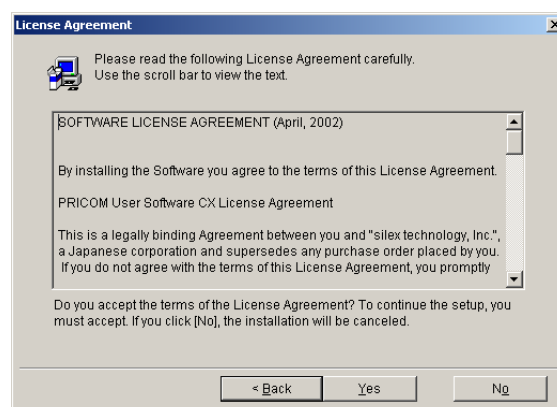 License Agreement
Please read the following License Agreement carefully.
Use the scroll bar to view the text.
SOFTWARE LICENSE AGREEMENT (April, 2002)
By installing the Software you agree to the terms of this License Agreement.
PRICOM User Software CX License Agreement
This is a legally binding Agreement between you and "silex technology, Inc.",
a Japanese corporation and supersedes any purchase order placed by you.
If you do not agree with the terms of this License Agreement, you promptly
Do you accept the terms of the License Agreement? To continue the setup, you
must accept. If you click [No], the installation will be canceled.
< Back Yes No